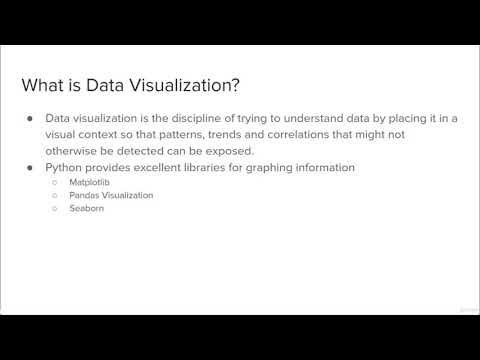 What is Data Visualization?
● Data visualization is the discipline of trying to understand data by placing it in a
visual context so that patterns, trends and correlations that might not
otherwise be detected can be exposed.
● Python provides excellent libraries for graphing information
○ Matplotlib
○ Pandas Visualization
○ Seaborn